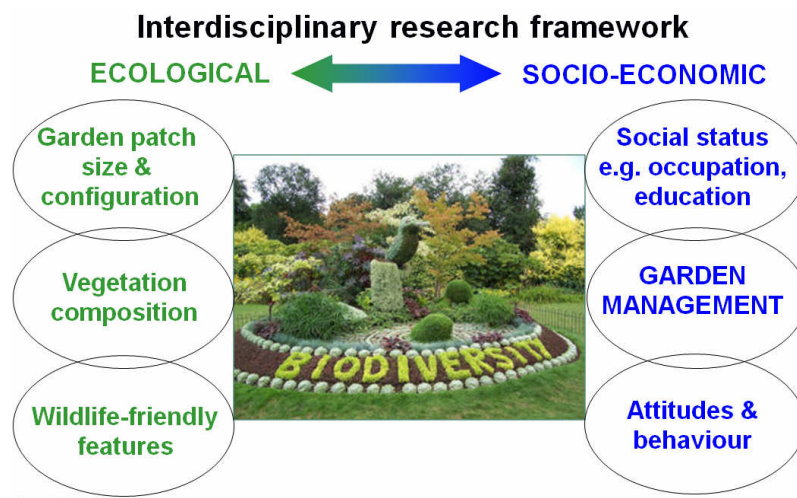 Interdisciplinary research framework
ECOLOGICAL
SOCIO-ECONOMIC
Garden patch
size &
configuration
Vegetation
composition
Wildlife-friendly
features
BIODIVERSITY
Social status
e.g. occupation,
education
GARDEN
MANAGEMENT
Attitudes &
behaviour